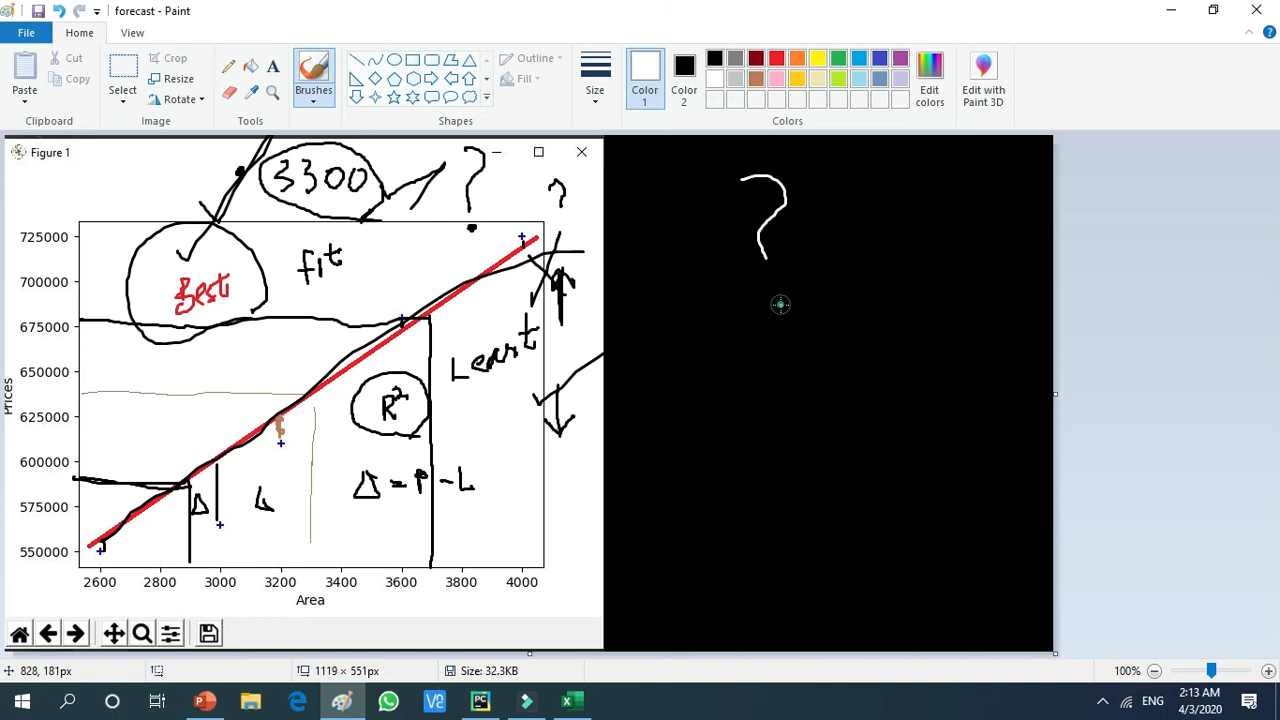 forecast - Paint
File
Home
View
Paste
Cut
Copy
Clipboard
Select
Crop
Resize
Rotate
Image
A
Tools
Brushes
Outline
Fill
Shapes
Size
Color
1
Color
2
Edit
colors
Edit with
Paint 3D
Colors
Figure 1
3300 ?
?
Best fit
Least
R²
Δ = P - L
Δ
725000
700000
675000
650000
625000
600000
575000
550000
Prices
2600 2800 3000 3200 3400 3600 3800 4000
Area
?
828, 181px
1119 × 551px
Size: 32.3KB
100%
ENG
2:13 AM
4/3/2020